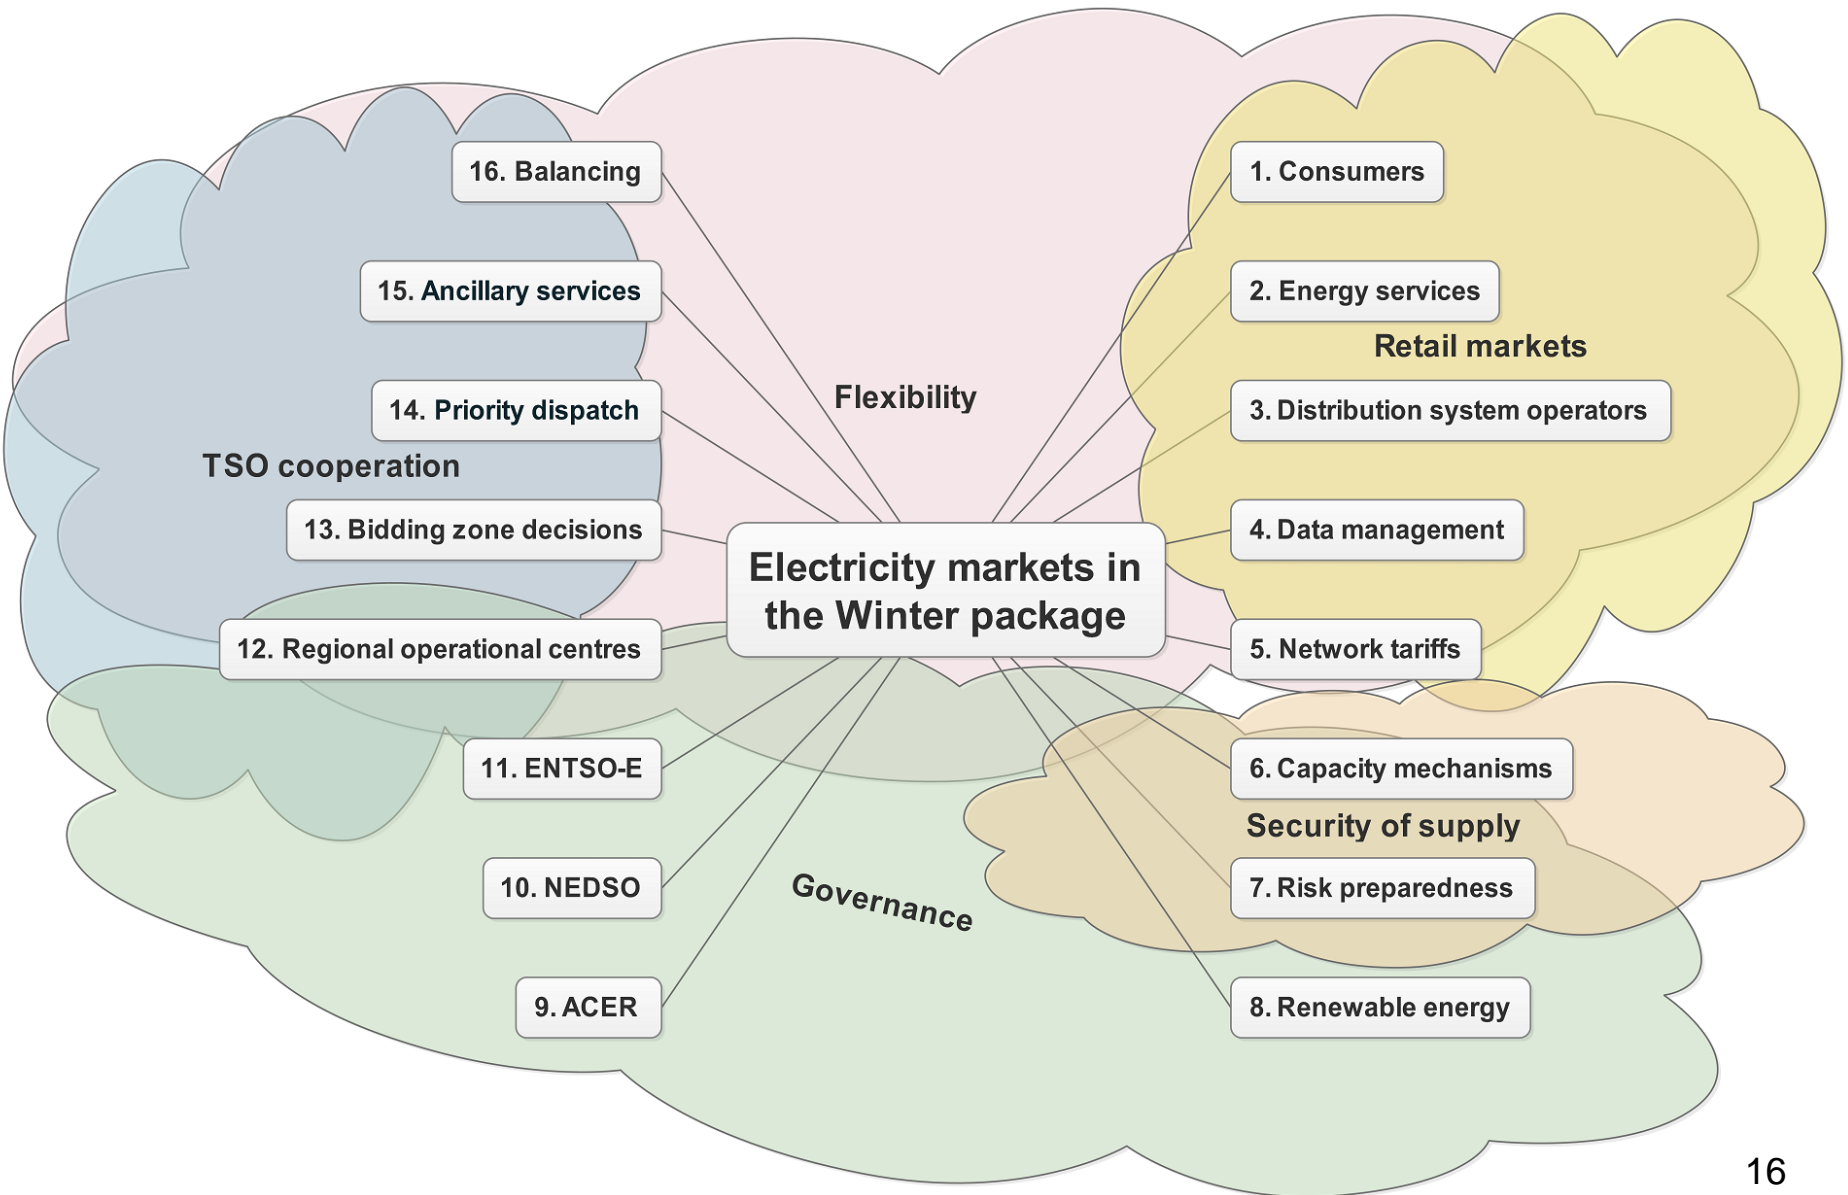 16. Balancing
1. Consumers
15. Ancillary services
2. Energy services
Retail markets
Flexibility
14. Priority dispatch
3. Distribution system operators
TSO cooperation
13. Bidding zone decisions
4. Data management
Electricity markets in
the Winter package
12. Regional operational centres
5. Network tariffs
11. ENTSO-E
6. Capacity mechanisms
Security of supply
10. NEDSO
7. Risk preparedness
Governance
9. ACER
8. Renewable energy
16